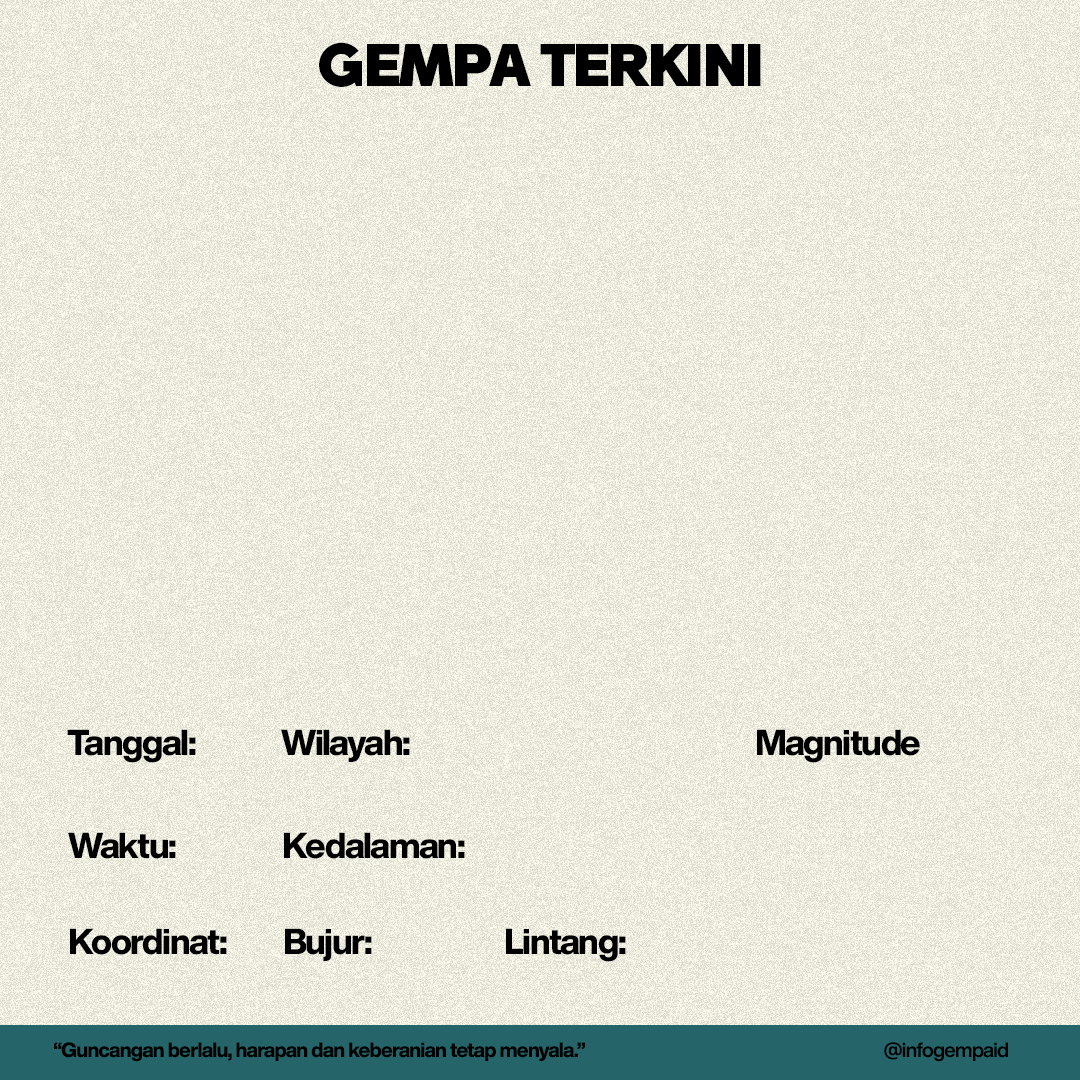 GEMPA TERKINI
Tanggal: Wilayah: Magnitude
Waktu: Kedalaman:
Koordinat: Bujur: Lintang:
“Guncangan berlalu, harapan dan keberanian tetap menyala.” @infogempaid